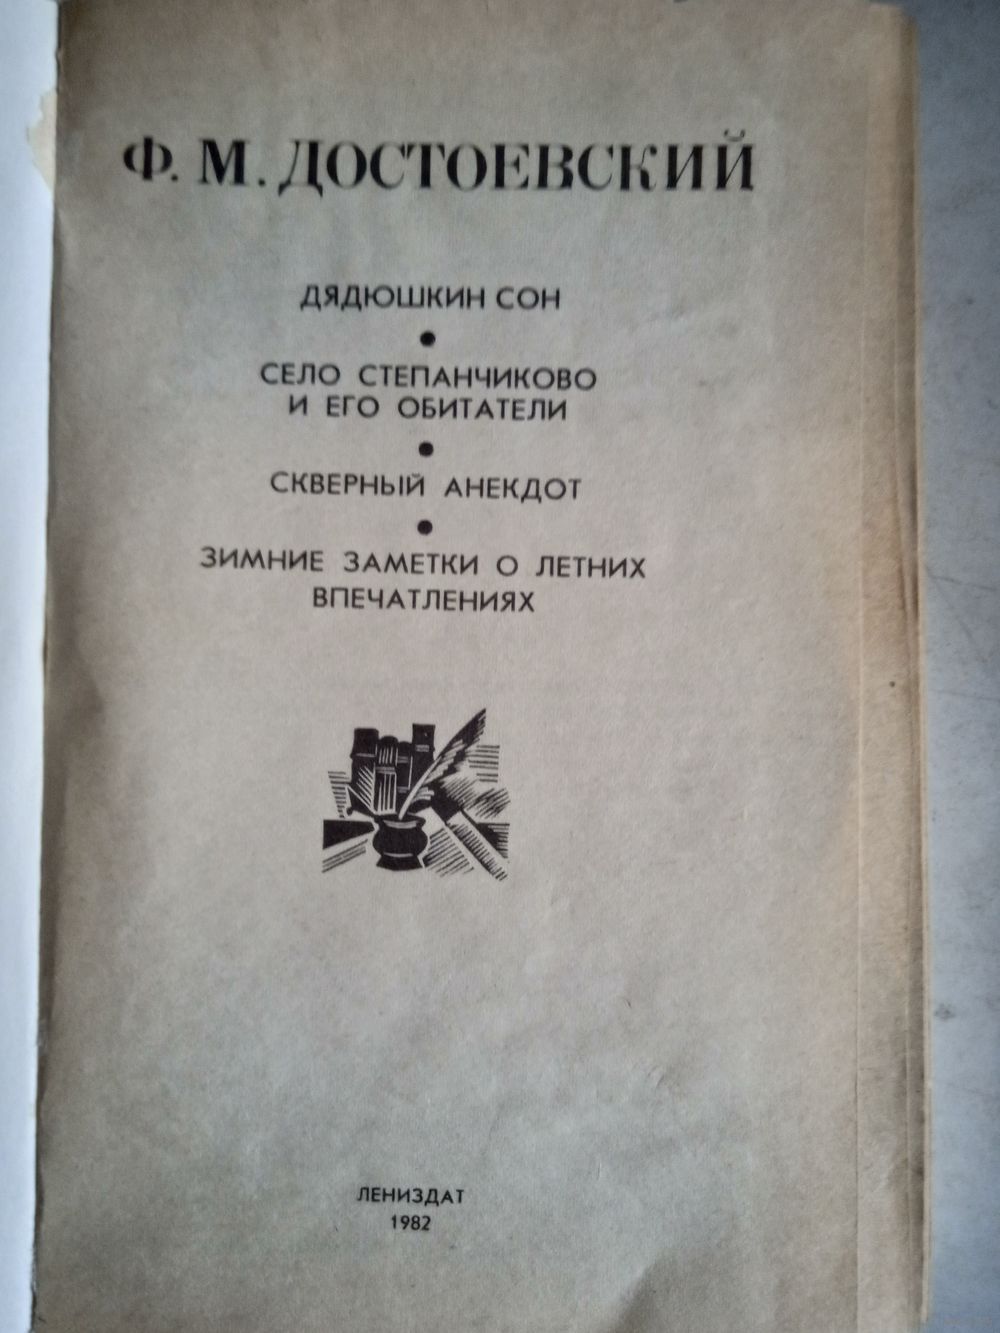 Ф. М. ДОСТОЕВСКИЙ
ДЯДЮШКИН СОН
●
СЕЛО СТЕПАНЧИКОВО
И ЕГО ОБИТАТЕЛИ
●
СКВЕРНЫЙ АНЕКДОТ
●
ЗИМНИЕ ЗАМЕТКИ О ЛЕТНИХ
ВПЕЧАТЛЕНИЯХ
ЛЕНИЗДАТ
1982